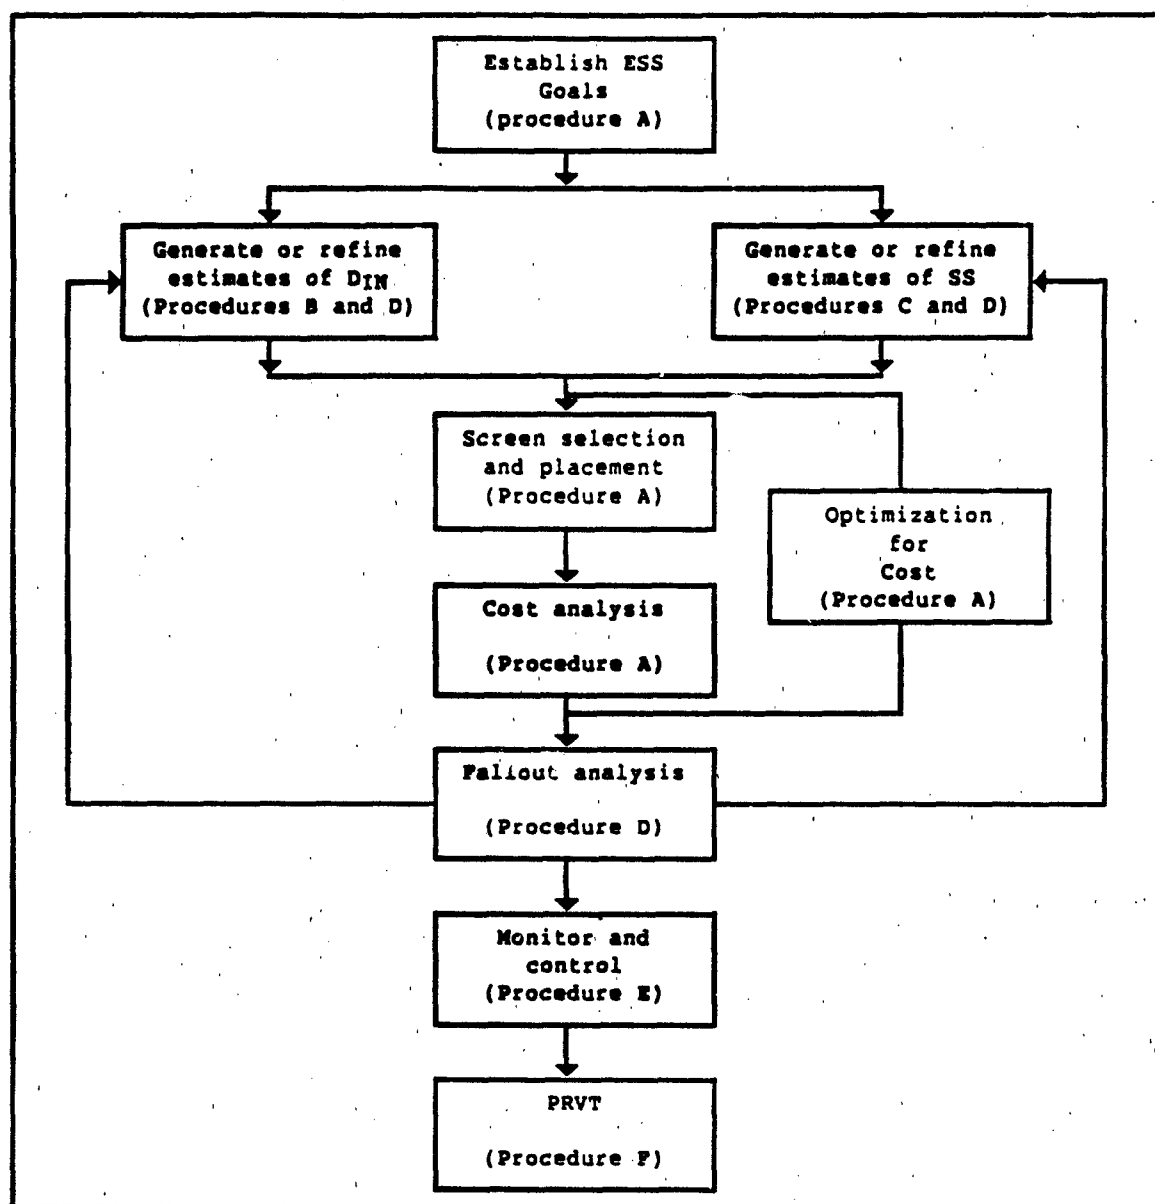 Establish ESS
Goals
(procedure A)
Generate or refine
estimates of DIN
(Procedures B and D)
Generate or refine
estimates of SS
(Procedures C and D)
Screen selection
and placement
(Procedure A)
Optimization
for
Cost
(Procedure A)
Cost analysis
(Procedure A)
Fallout analysis
(Procedure D)
Monitor and
control
(Procedure E)
PRVT
(Procedure F)